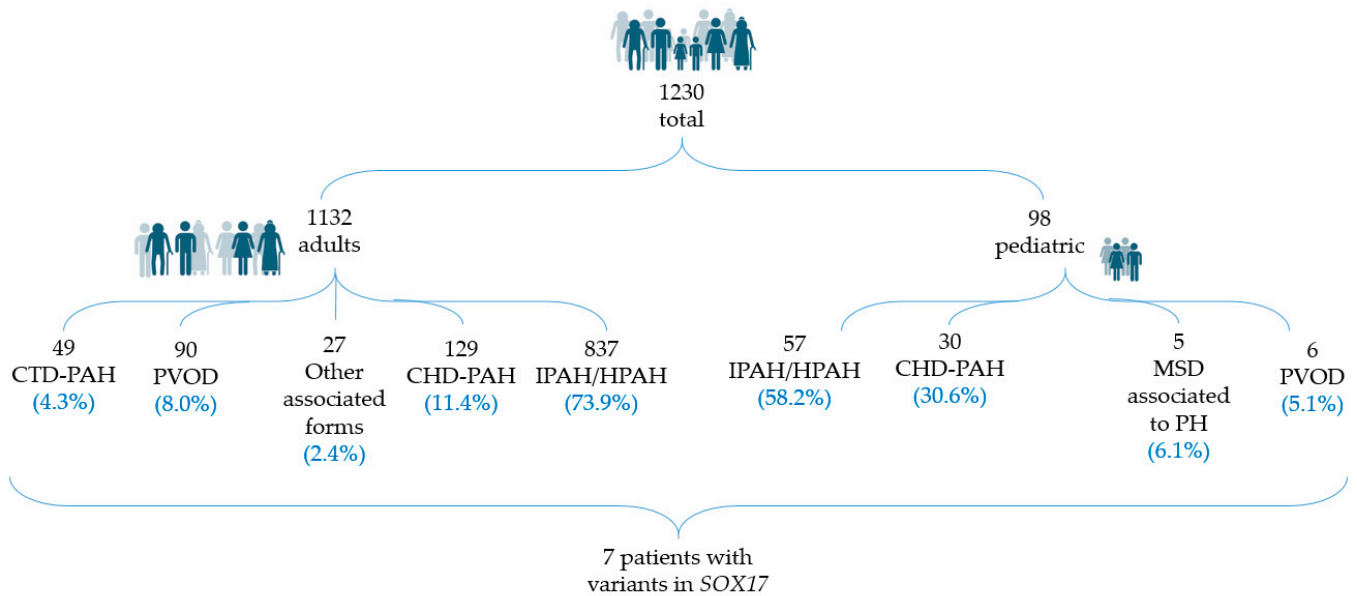 1230
total
1132
adults
98
pediatric
49
CTD-PAH
(4.3%)
90
PVOD
(8.0%)
27
Other
associated
forms
(2.4%)
129
CHD-PAH
(11.4%)
837
IPAH/HPAH
(73.9%)
57
IPAH/HPAH
(58.2%)
30
CHD-PAH
(30.6%)
5
MSD
associated
to PH
(6.1%)
6
PVOD
(5.1%)
7 patients with
variants in SOX17